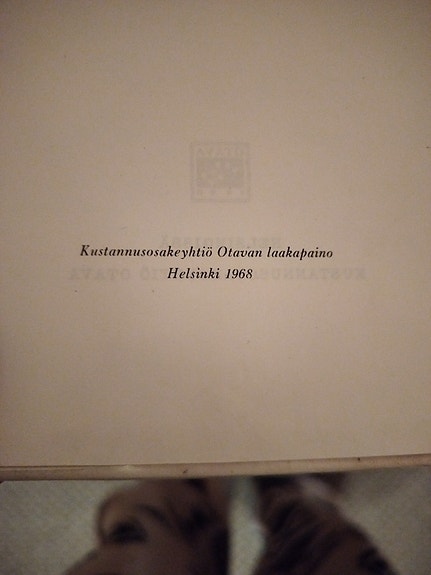 Kustannusosakeyhtiö Otavan laakapaino
Helsinki 1968